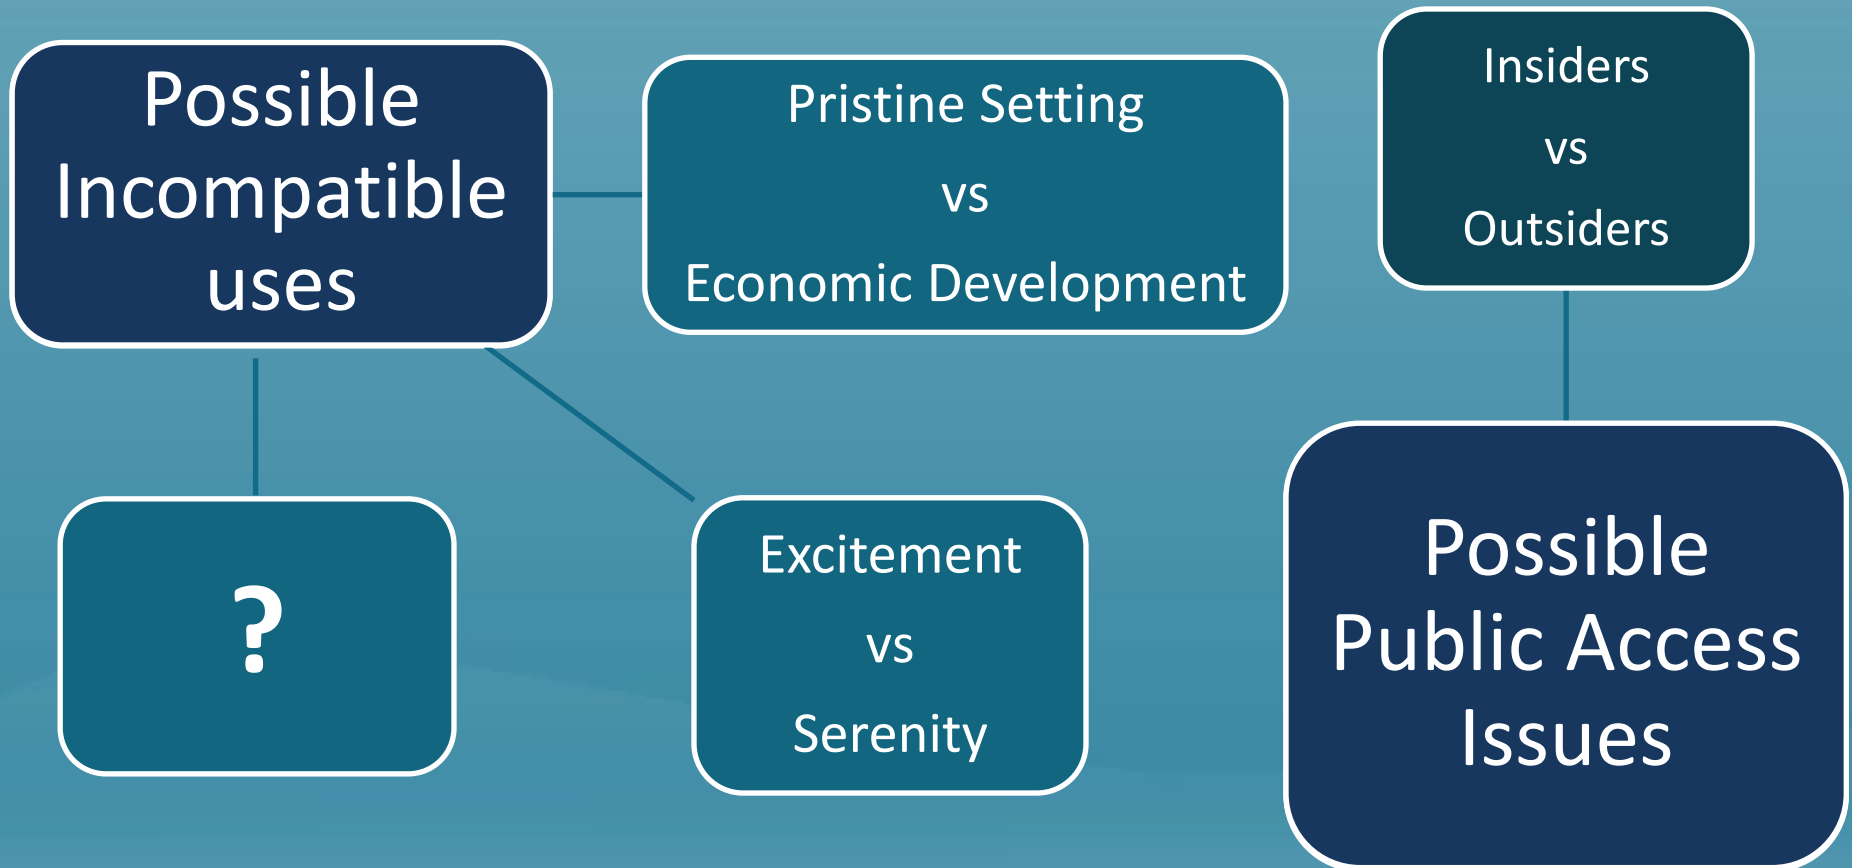 Possible
Incompatible
uses
Pristine Setting
vs
Economic Development
Insiders
vs
Outsiders
?
Excitement
vs
Serenity
Possible
Public Access
Issues